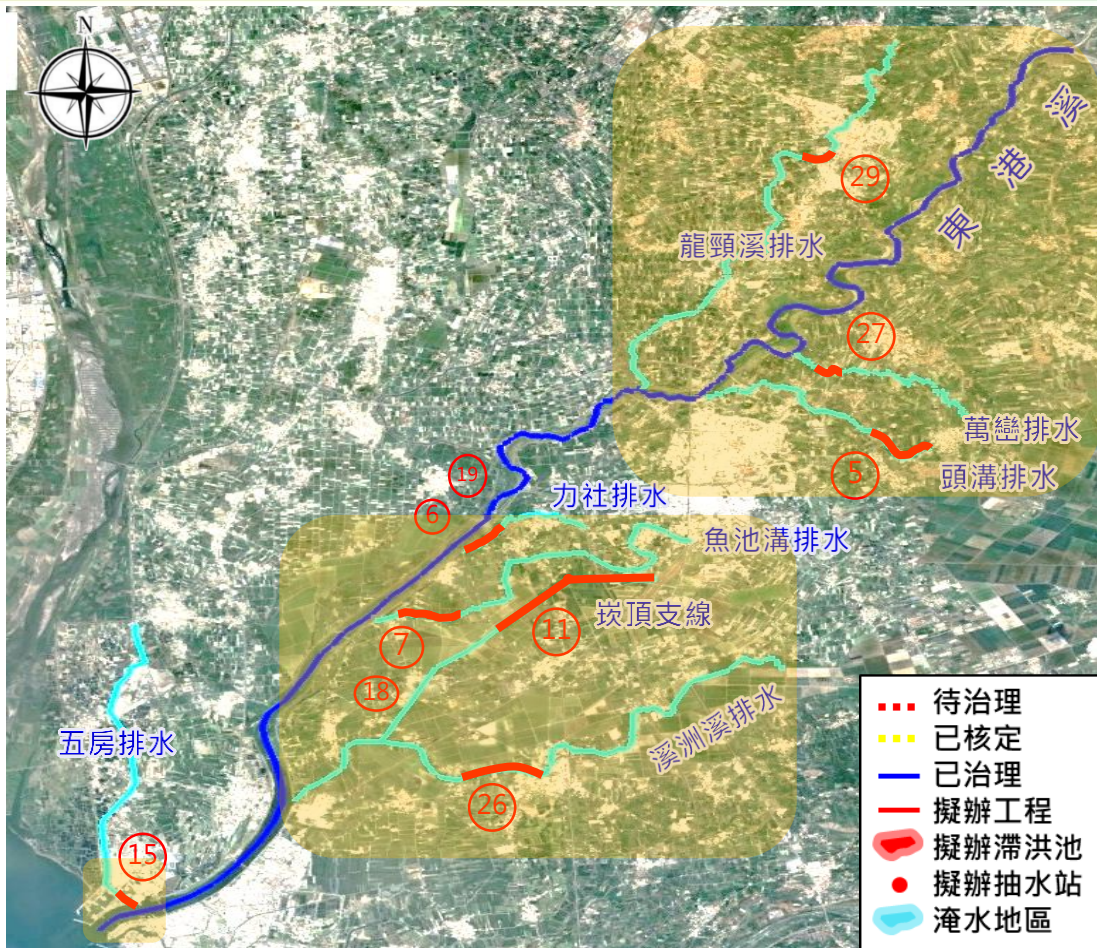 N
東港溪
29
龍頸溪排水
27
萬巒排水
5
頭溝排水
19
6
力社排水
魚池溝排水
崁頂支線
11
7
18
溪洲溪排水
五房排水
26
15
待治理
已核定
已治理
擬辦工程
擬辦滯洪池
擬辦抽水站
淹水地區